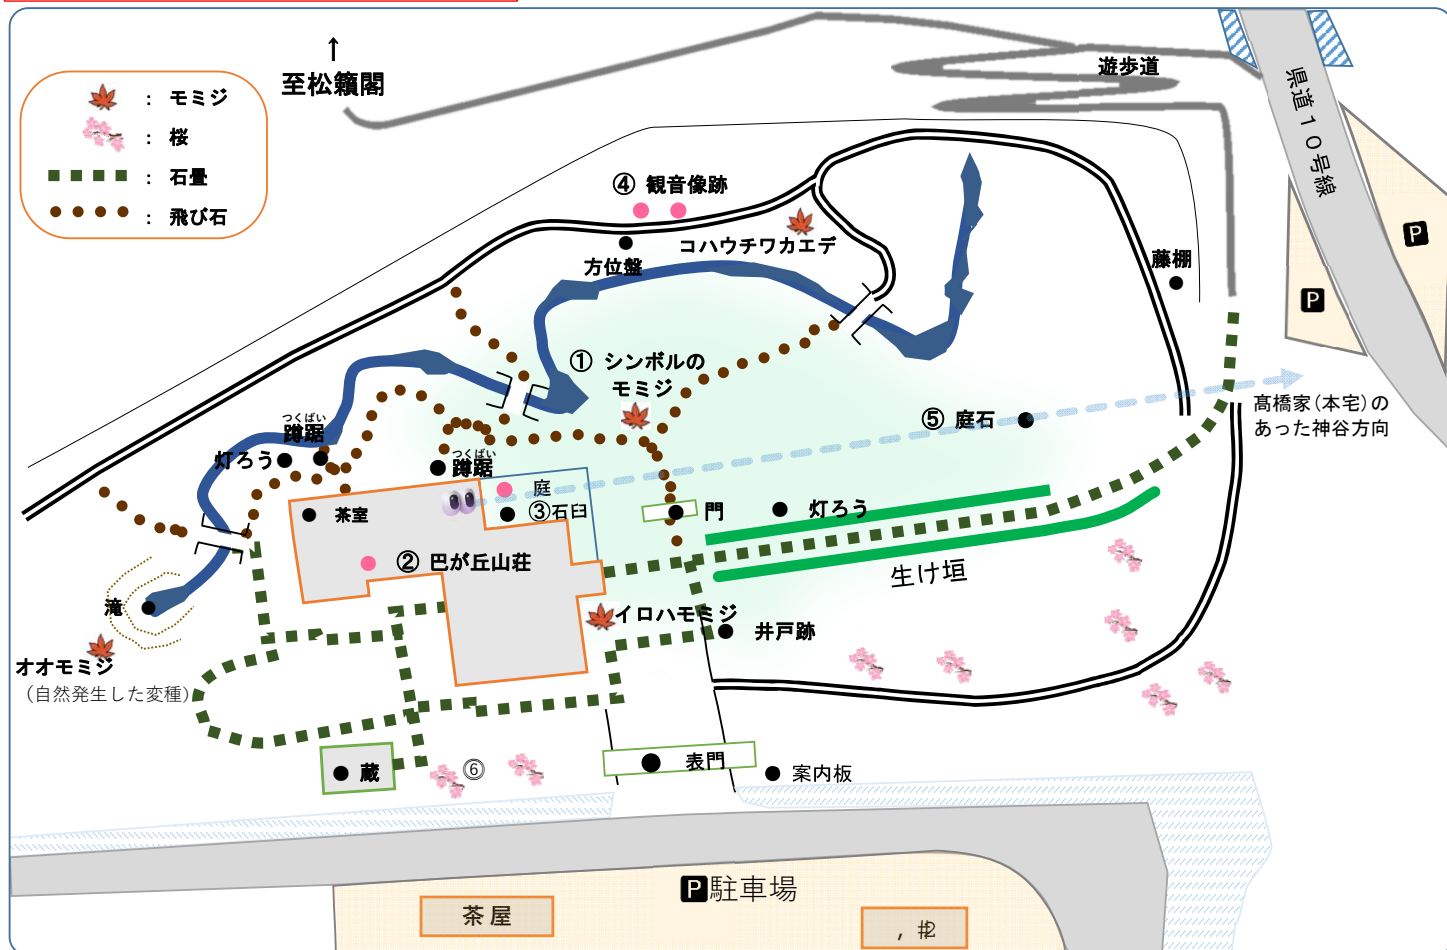 ↑
至松籟閣
： モミジ
： 桜
： 石畳
： 飛び石
遊歩道
県道１０号線
P
P
④ 観音像跡
コハウチワカエデ
方位盤
藤棚
① シンボルの
モミジ
髙橋家（本宅）の
あった神谷方向
⑤ 庭石
つくばい
蹲踞
灯ろう
つくばい
蹲踞
庭
③石臼
茶室
門
灯ろう
② 巴が丘山荘
生け垣
滝
イロハモミジ
井戸跡
オオモミジ
（自然発生した変種）
蔵
⑥
表門
案内板
P駐車場
茶屋